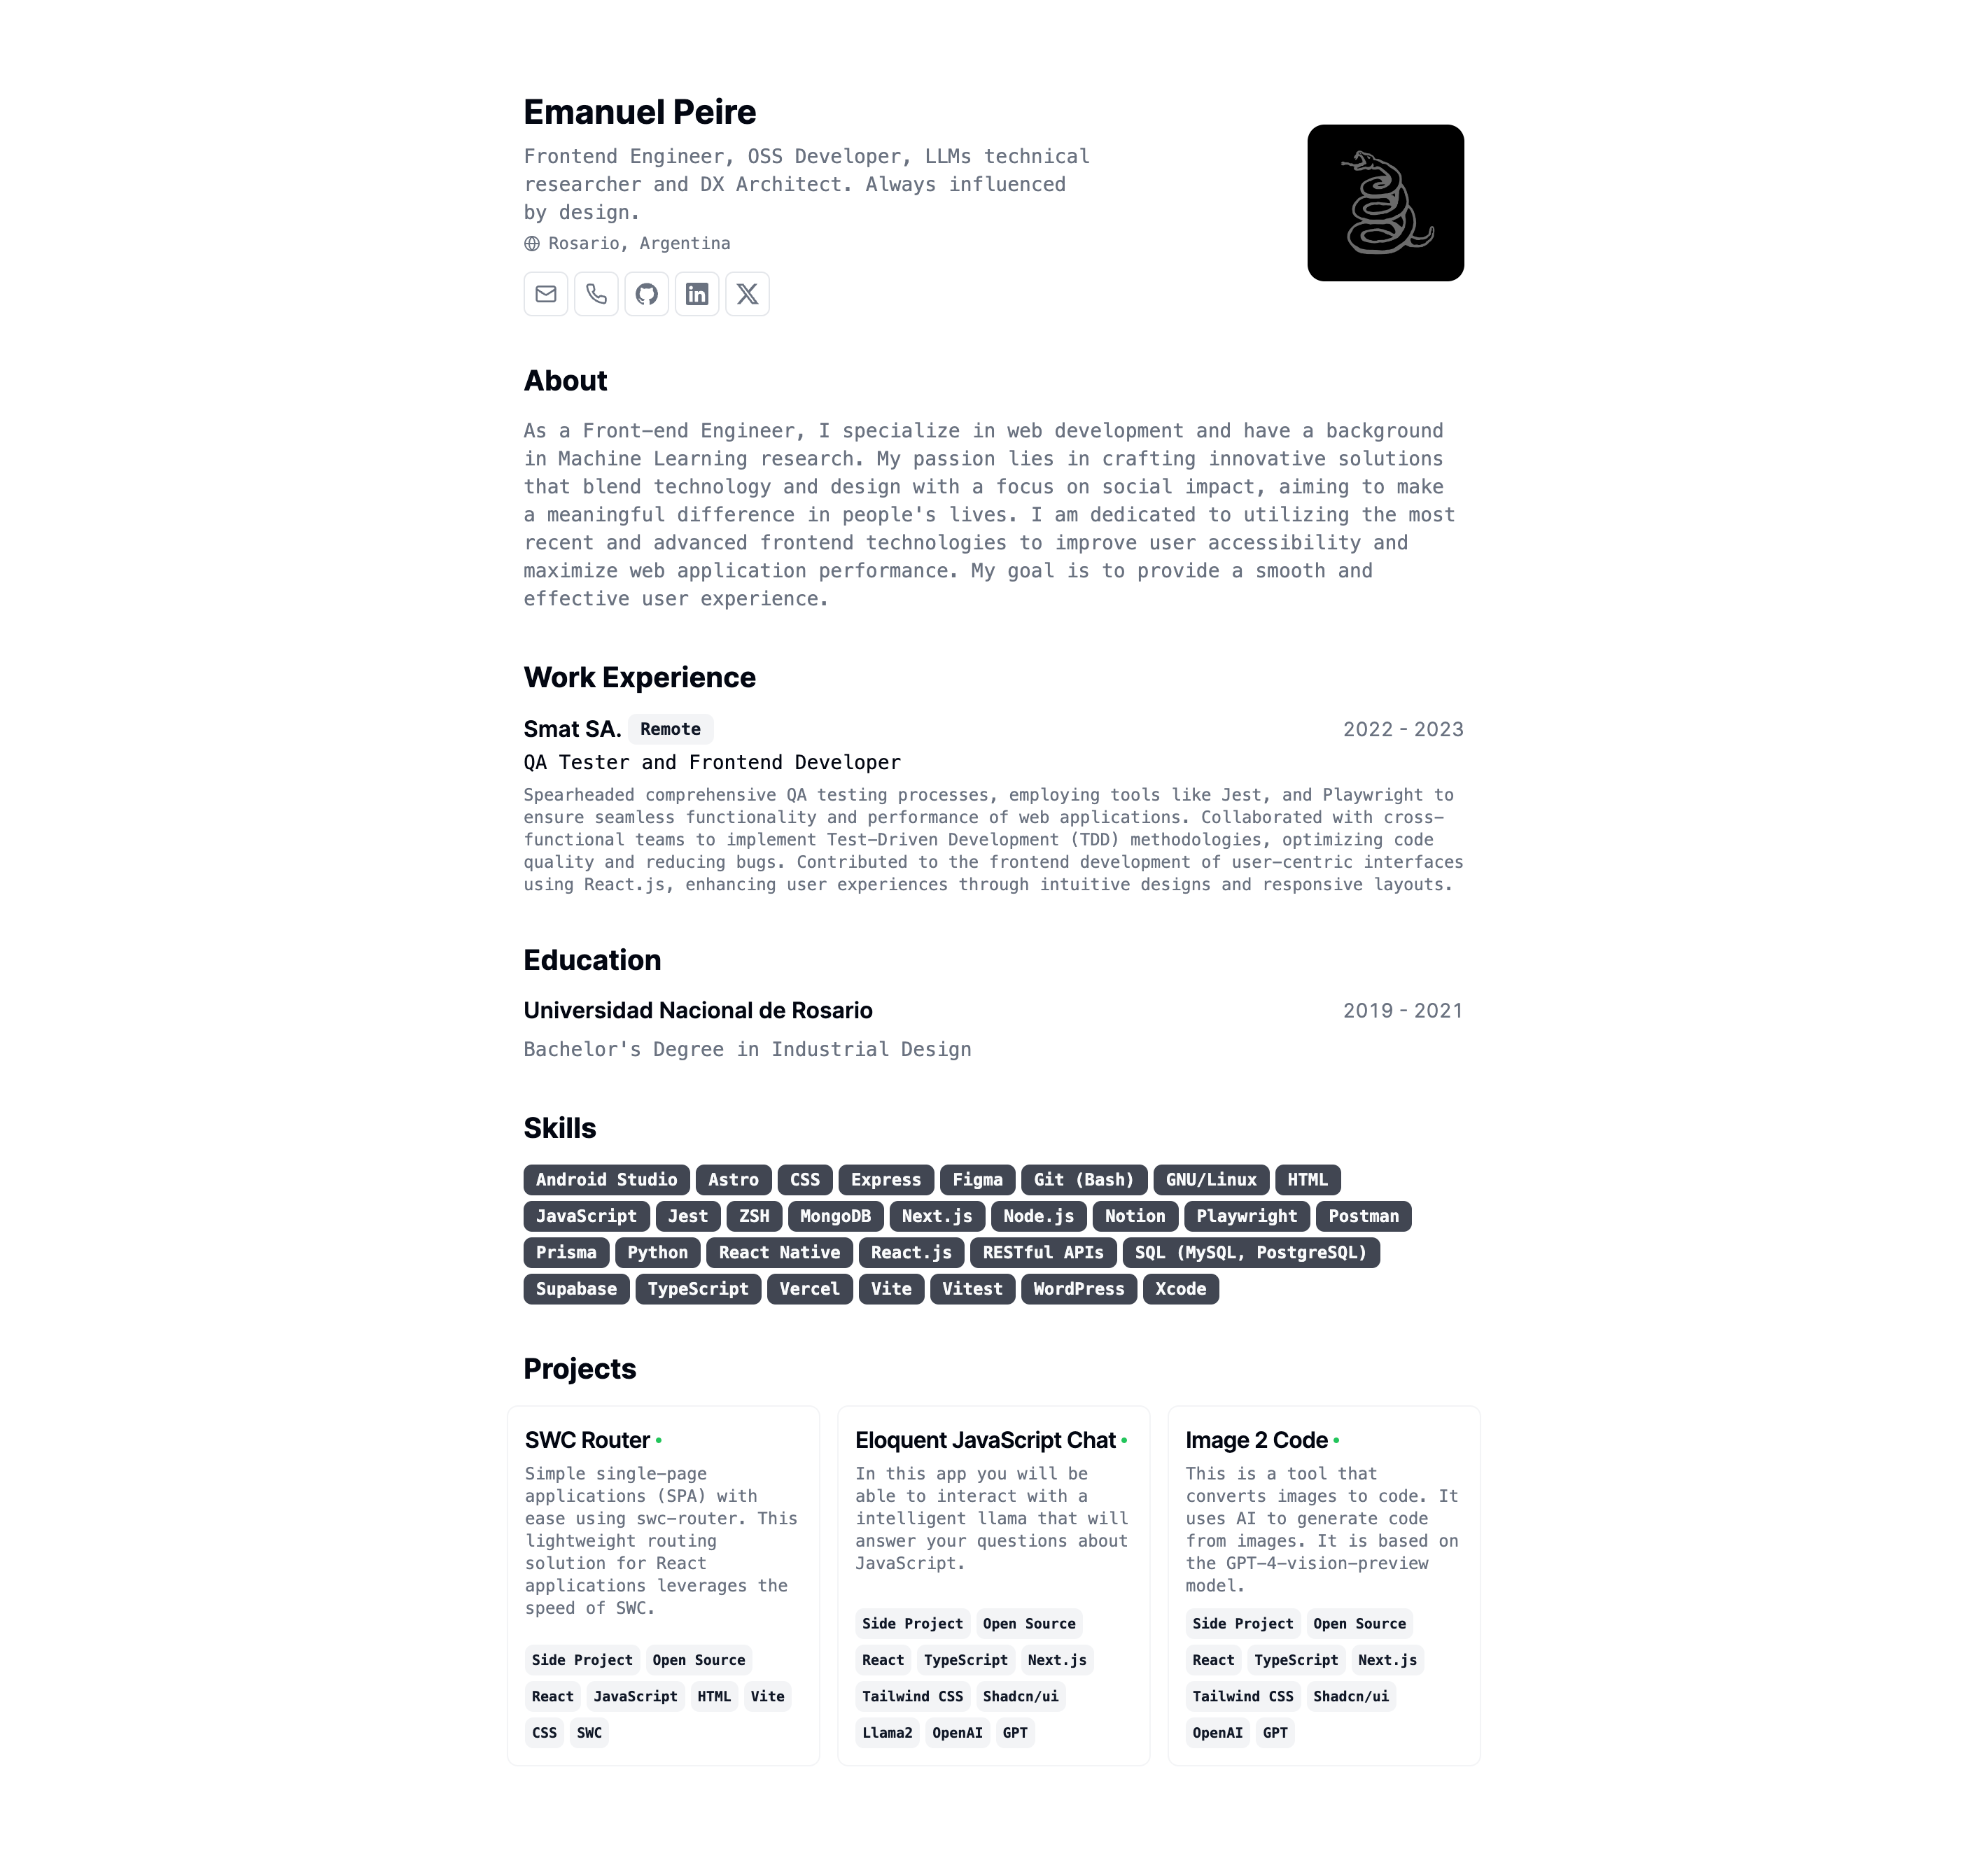 Emanuel Peire
Frontend Engineer, OSS Developer, LLMs technical
researcher and DX Architect. Always influenced
by design.
Rosario, Argentina
About
As a Front-end Engineer, I specialize in web development and have a background
in Machine Learning research. My passion lies in crafting innovative solutions
that blend technology and design with a focus on social impact, aiming to make
a meaningful difference in people's lives. I am dedicated to utilizing the most
recent and advanced frontend technologies to improve user accessibility and
maximize web application performance. My goal is to provide a smooth and
effective user experience.
Work Experience
Smat SA. Remote 2022 - 2023
QA Tester and Frontend Developer
Spearheaded comprehensive QA testing processes, employing tools like Jest, and Playwright to
ensure seamless functionality and performance of web applications. Collaborated with cross-
functional teams to implement Test-Driven Development (TDD) methodologies, optimizing code
quality and reducing bugs. Contributed to the frontend development of user-centric interfaces
using React.js, enhancing user experiences through intuitive designs and responsive layouts.
Education
Universidad Nacional de Rosario 2019 - 2021
Bachelor's Degree in Industrial Design
Skills
Android Studio Astro CSS Express Figma Git (Bash) GNU/Linux HTML
JavaScript Jest ZSH MongoDB Next.js Node.js Notion Playwright Postman
Prisma Python React Native React.js RESTful APIs SQL (MySQL, PostgreSQL)
Supabase TypeScript Vercel Vite Vitest WordPress Xcode
Projects
SWC Router
Simple single-page
applications (SPA) with
ease using swc-router. This
lightweight routing
solution for React
applications leverages the
speed of SWC.
Side Project Open Source
React JavaScript HTML Vite
CSS SWC
Eloquent JavaScript Chat
In this app you will be
able to interact with a
intelligent llama that will
answer your questions about
JavaScript.
Side Project Open Source
React TypeScript Next.js
Tailwind CSS Shadcn/ui
Llama2 OpenAI GPT
Image 2 Code
This is a tool that
converts images to code. It
uses AI to generate code
from images. It is based on
the GPT-4-vision-preview
model.
Side Project Open Source
React TypeScript Next.js
Tailwind CSS Shadcn/ui
OpenAI GPT